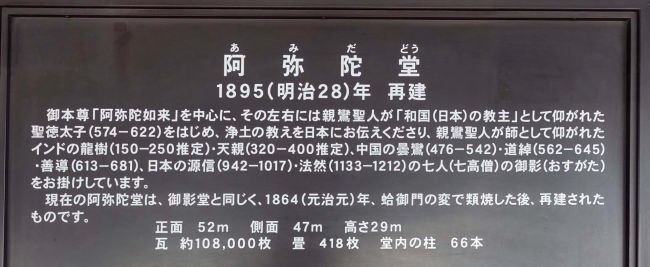 あ み だ どう
阿 弥 陀 堂
1895(明治28)年 再建
御本尊「阿弥陀如来」を中心に、その左右には親鸞聖人が「和国(日本)の教主」として仰がれた
聖徳太子(574−622)をはじめ、浄土の教えを日本にお伝えくださり、親鸞聖人が師として仰がれた
インドの龍樹(150−250推定)・天親(320−400推定)、中国の曇鸞(476−542)・道綽(562−645)
・善導(613−681)、日本の源信(942−1017)・法然(1133−1212)の七人(七高僧)の御影(おすがた)
をお掛けしています。
現在の阿弥陀堂は、御影堂と同じく、1864(元治元)年、蛤御門の変で類焼した後、再建された
ものです。
正面 52m 側面 47m 高さ29m
瓦 約108,000枚 畳 418枚 堂内の柱 66本